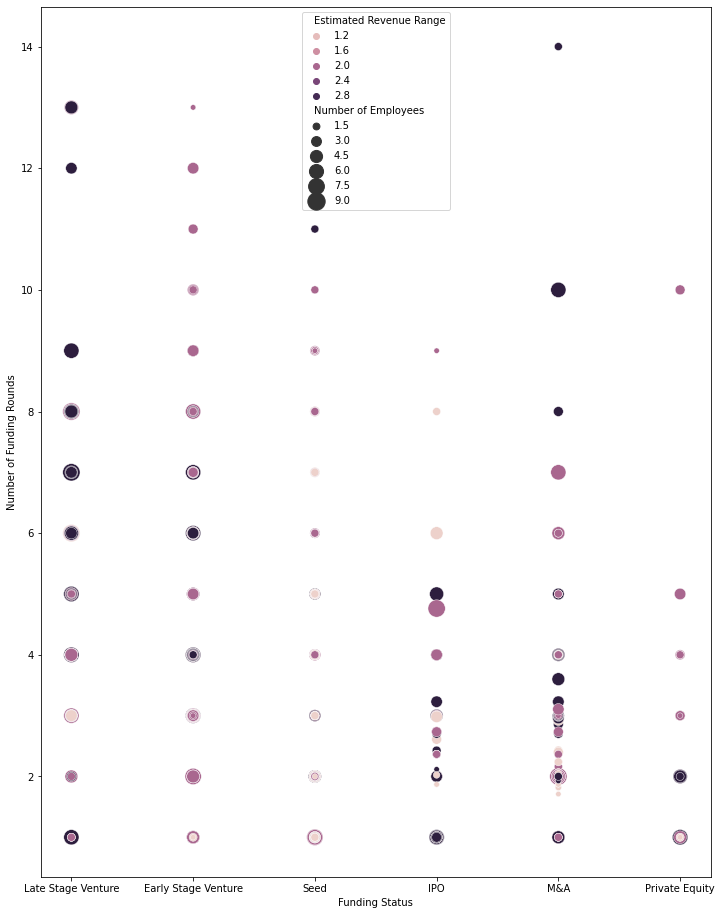 Estimated Revenue Range
1.2
1.6
2.0
2.4
2.8
Number of Employees
1.5
3.0
4.5
6.0
7.5
9.0
14
12
10
8
6
4
2
Number of Funding Rounds
Late Stage Venture
Early Stage Venture
Seed
IPO
M&A
Private Equity
Funding Status